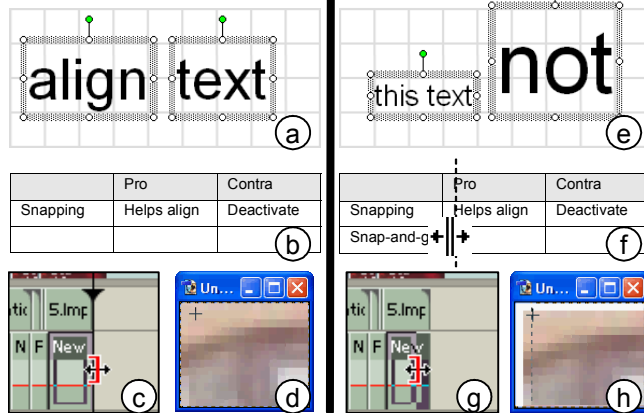 align text
a
this text not
e
Pro Contra
Snapping Helps align Deactivate
b
Pro Contra
Snapping Helps align Deactivate
Snap-and-g
f
5.Imp
N F New
c
Un...
d
5.Imp
N F New
g
Un...
h